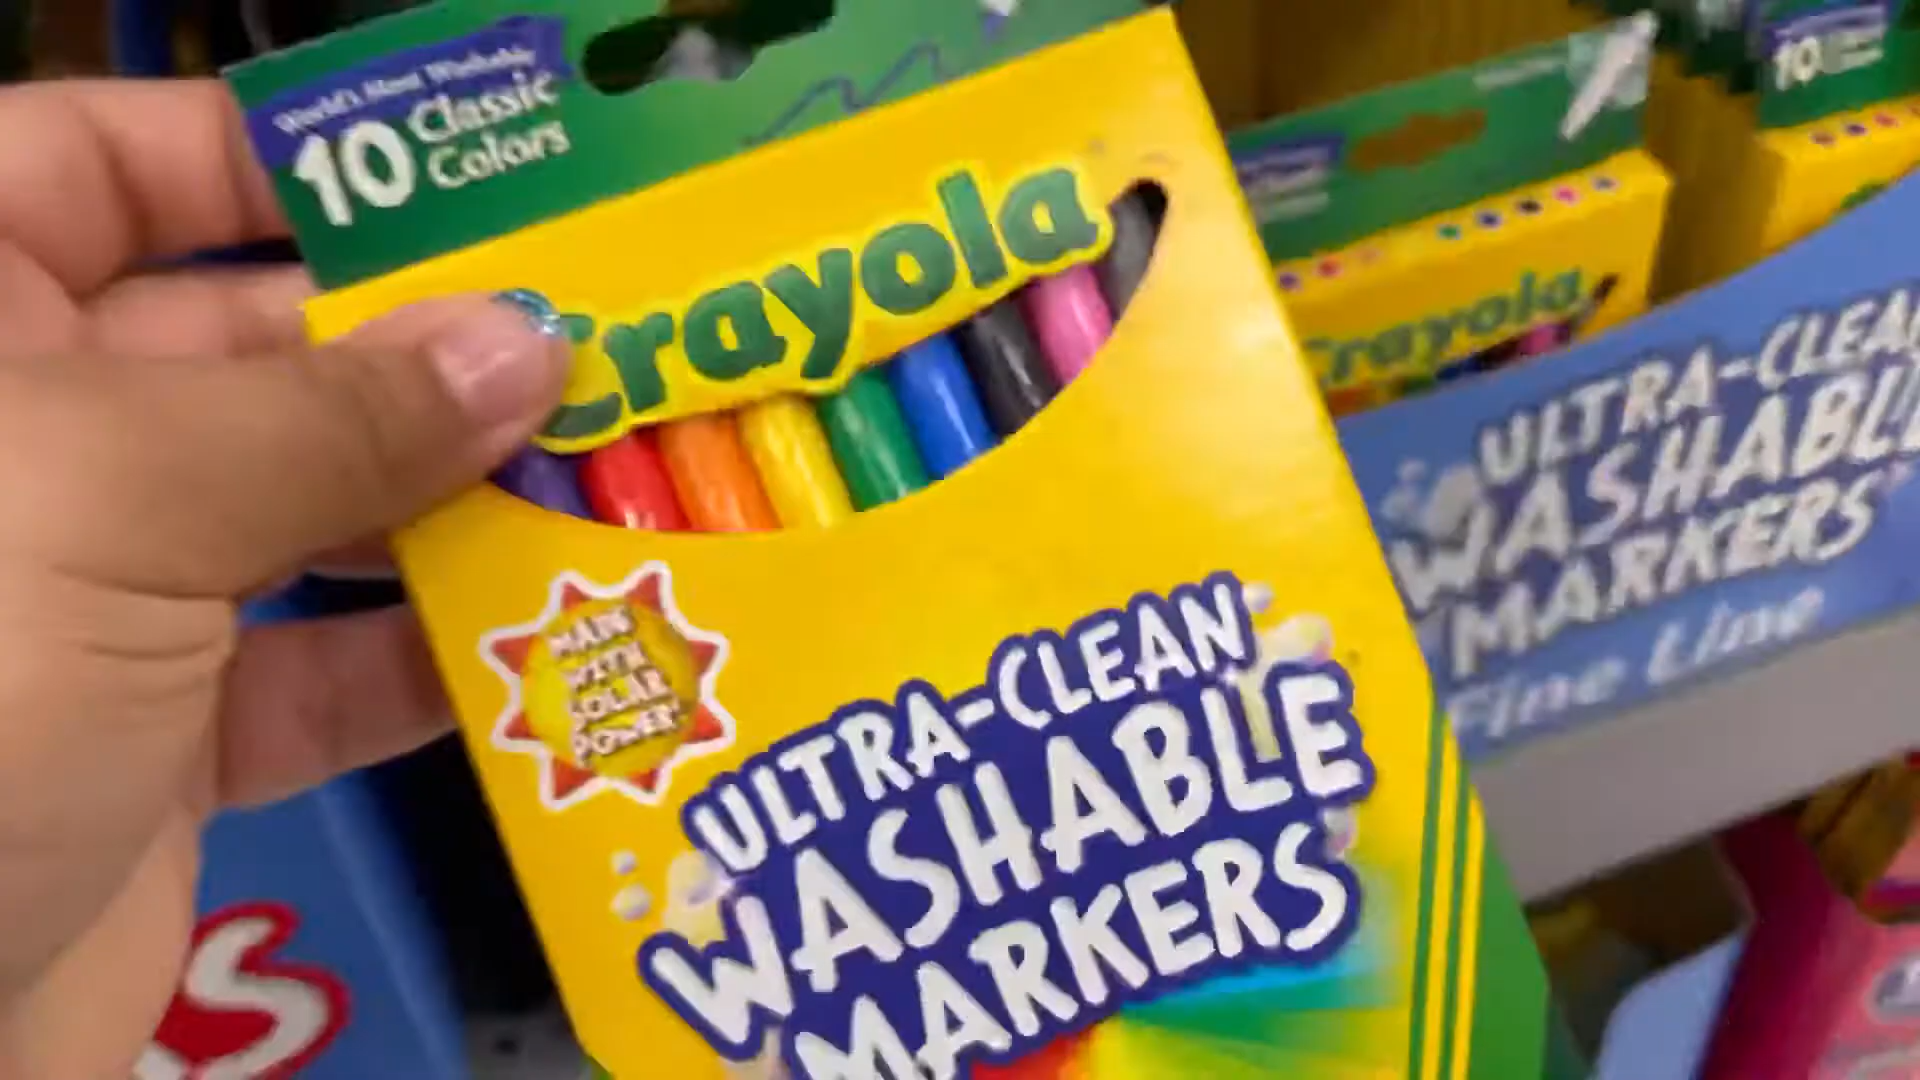 World's Most Washable
10 Classic
Colors
Crayola
MADE
WITH
SOLAR
POWER
ULTRA-CLEAN
WASHABLE
MARKERS
Crayola
10
ULTRA-CLEAN
WASHABLE
MARKERS
Fine Line